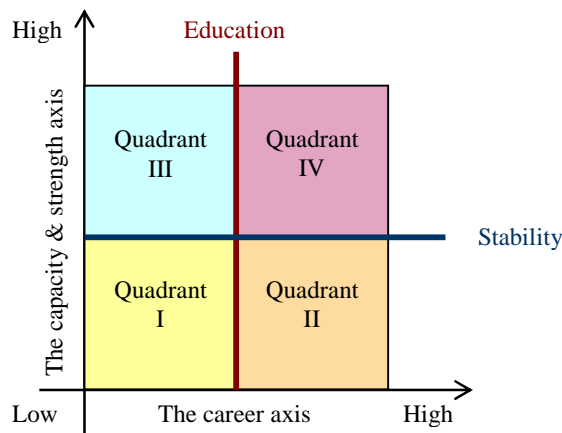 High
Education
The capacity & strength axis
Quadrant
III
Quadrant
IV
Stability
Quadrant
I
Quadrant
II
Low
The career axis
High